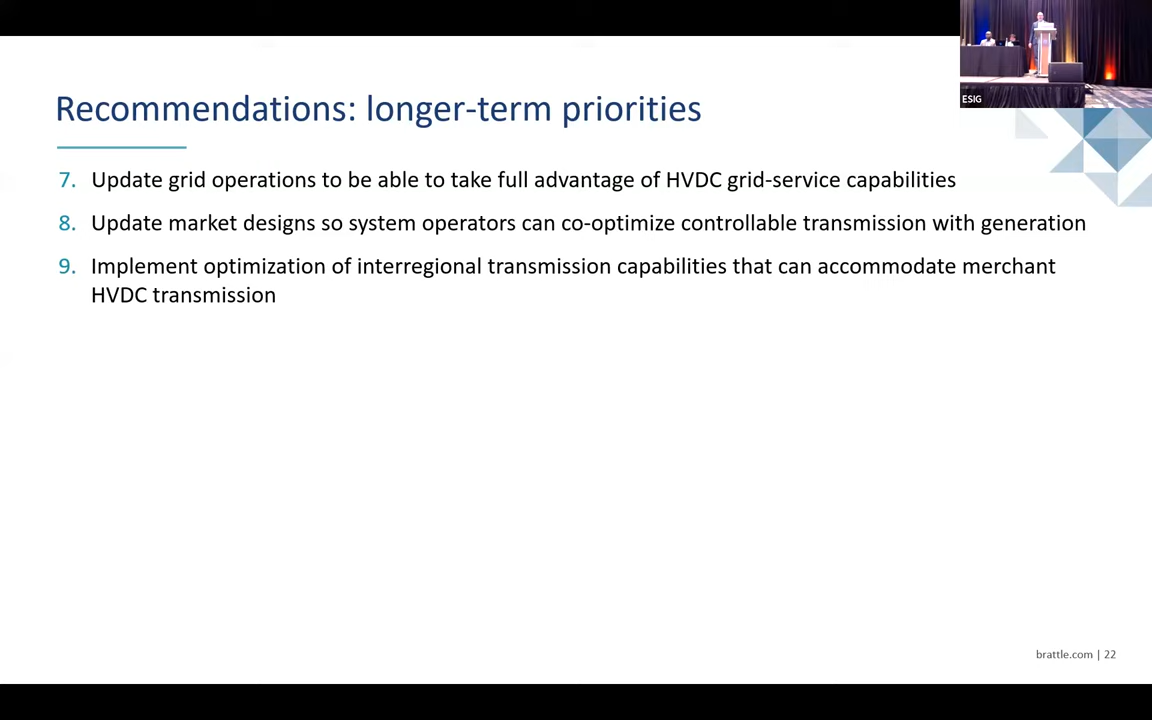 ESIG
Recommendations: longer-term priorities
7. Update grid operations to be able to take full advantage of HVDC grid-service capabilities
8. Update market designs so system operators can co-optimize controllable transmission with generation
9. Implement optimization of interregional transmission capabilities that can accommodate merchant
HVDC transmission
brattle.com | 22